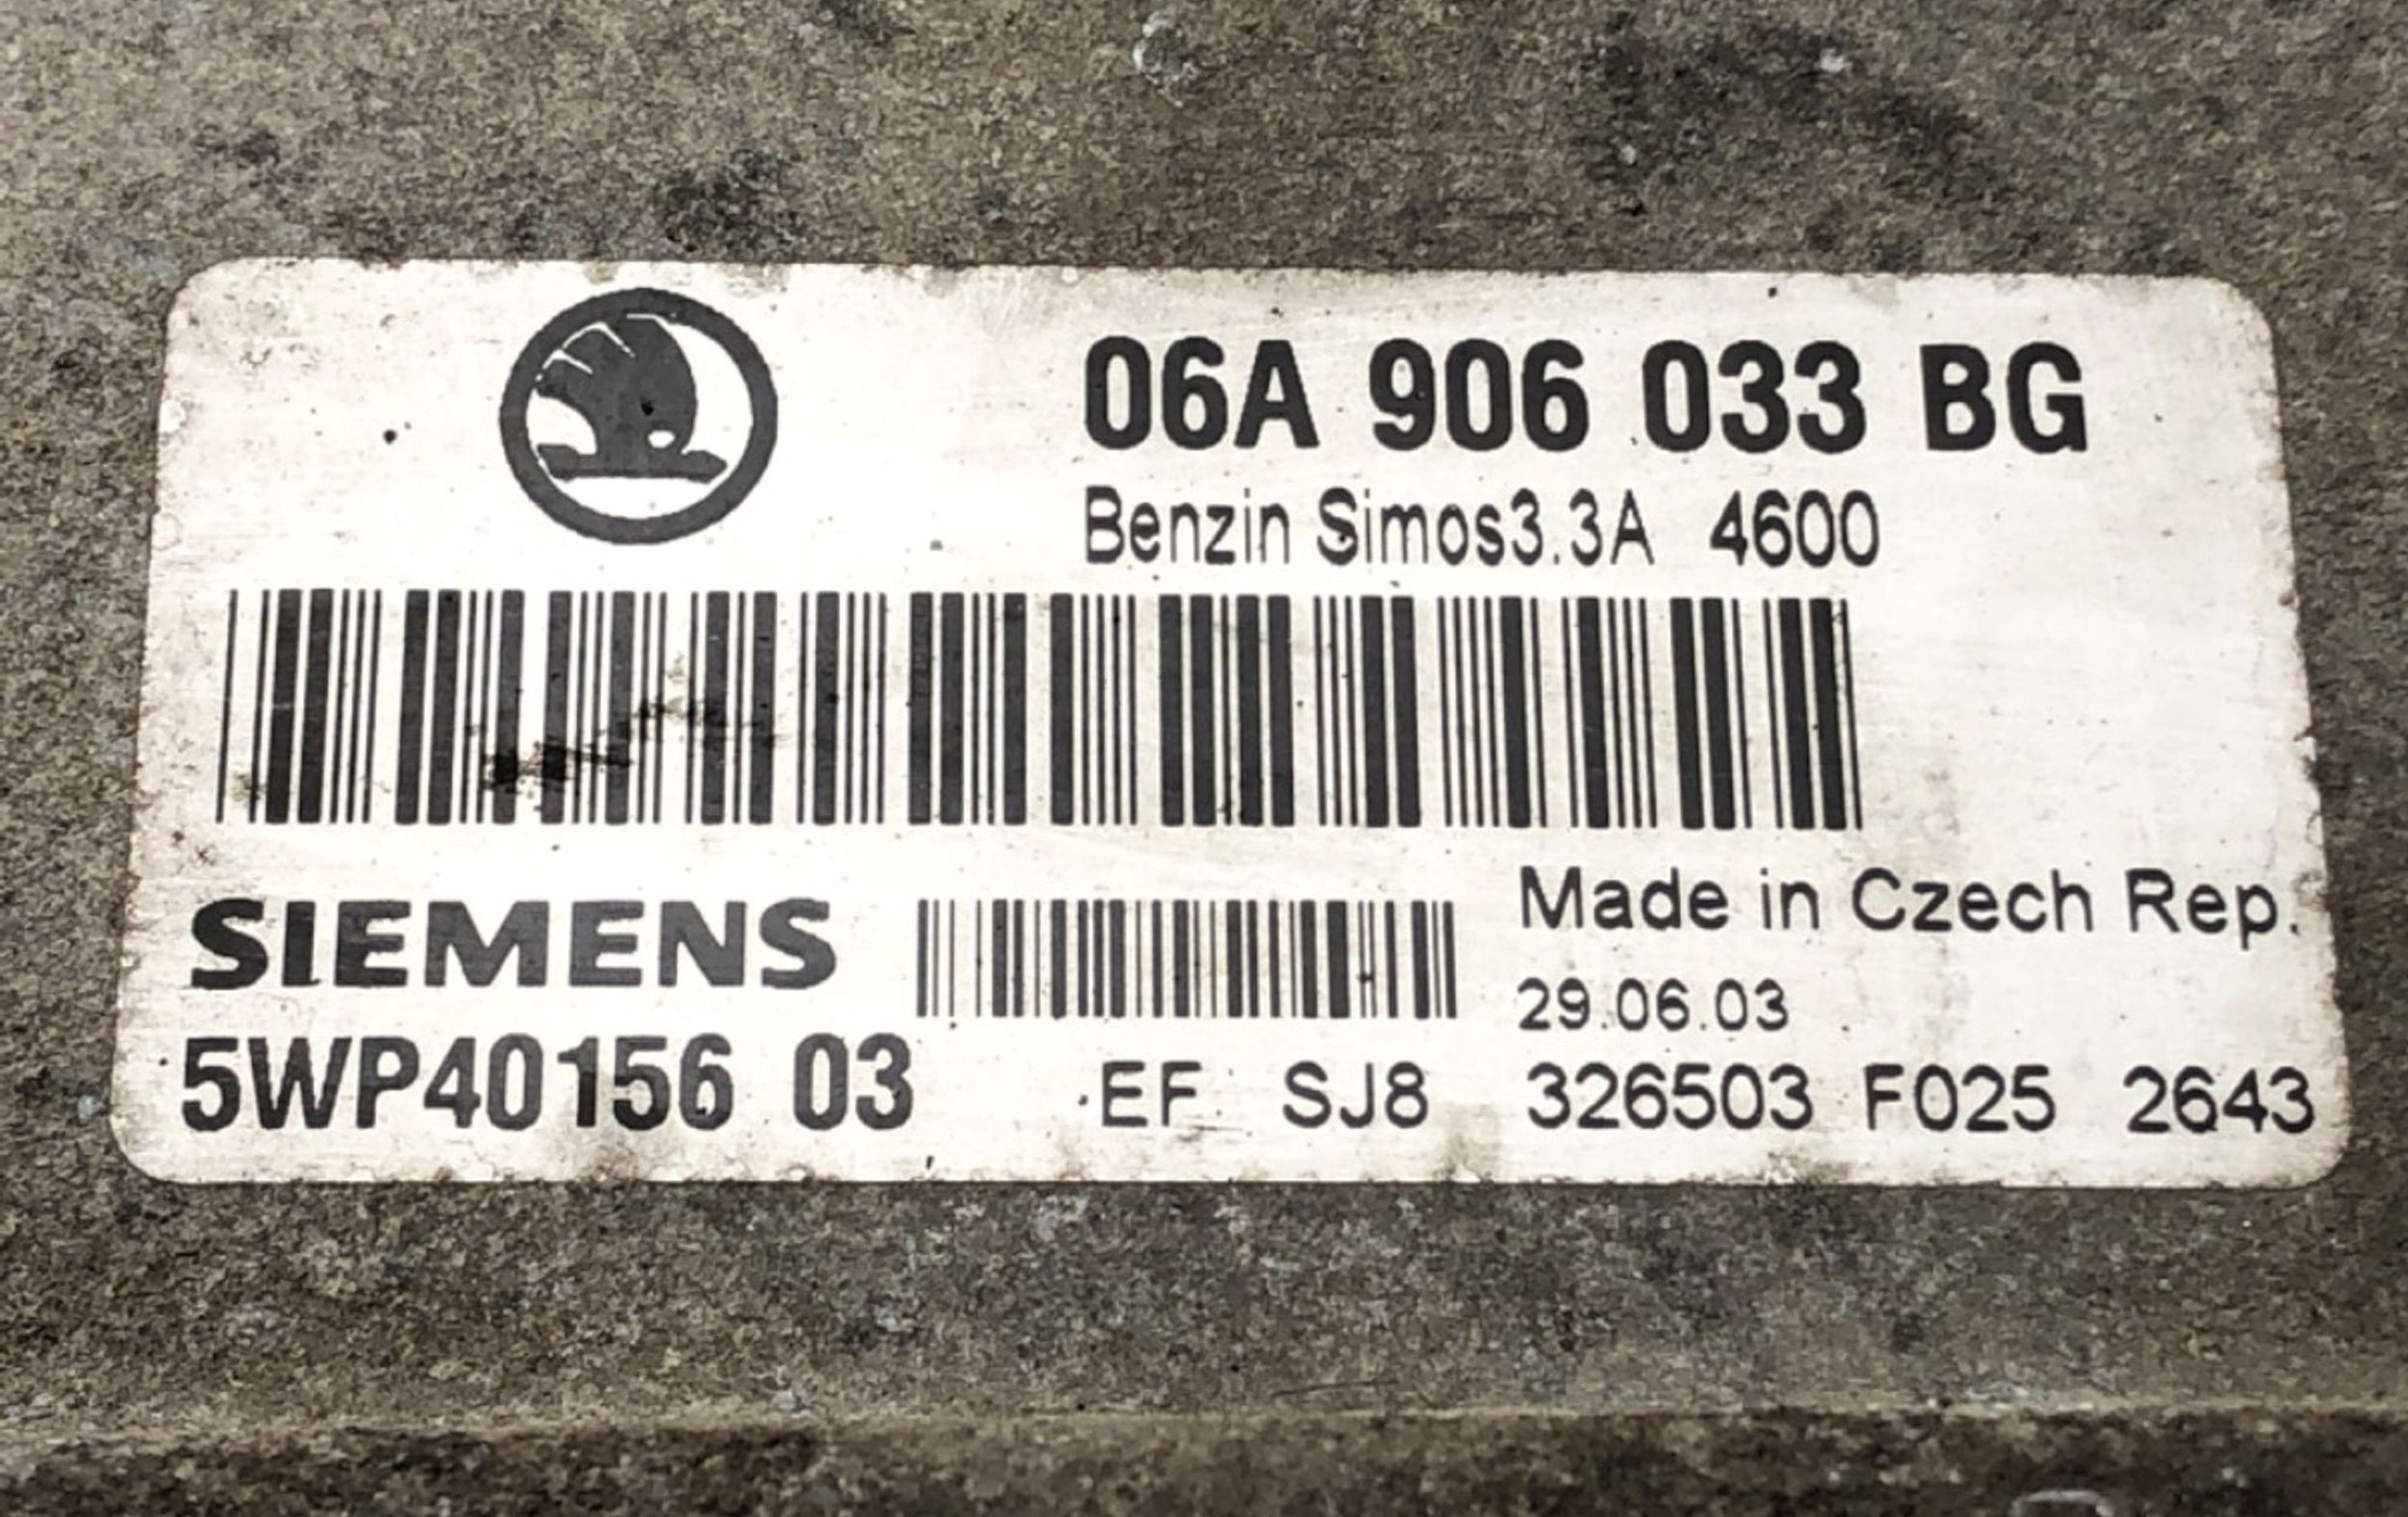 06A 906 033 BG
Benzin Simos3.3A 4600
SIEMENS
Made in Czech Rep.
29.06.03
5WP40156 03 EF SJ8 326503 F025 2643